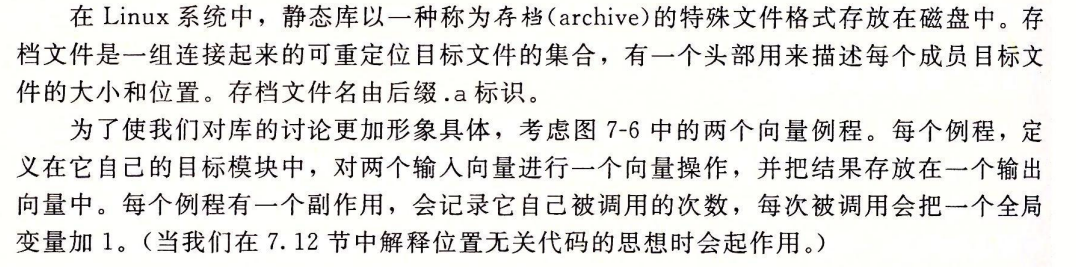 在 Linux 系统中，静态库以一种称为存档(archive)的特殊文件格式存放在磁盘中。存
档文件是一组连接起来的可重定位目标文件的集合，有一个头部用来描述每个成员目标文
件的大小和位置。存档文件名由后缀.a标识。
为了使我们对库的讨论更加形象具体，考虑图 7-6 中的两个向量例程。每个例程，定
义在它自己的目标模块中，对两个输入向量进行一个向量操作，并把结果存放在一个输出
向量中。每个例程有一个副作用，会记录它自己被调用的次数，每次被调用会把一个全局
变量加 1。（当我们在 7.12 节中解释位置无关代码的思想时会起作用。）